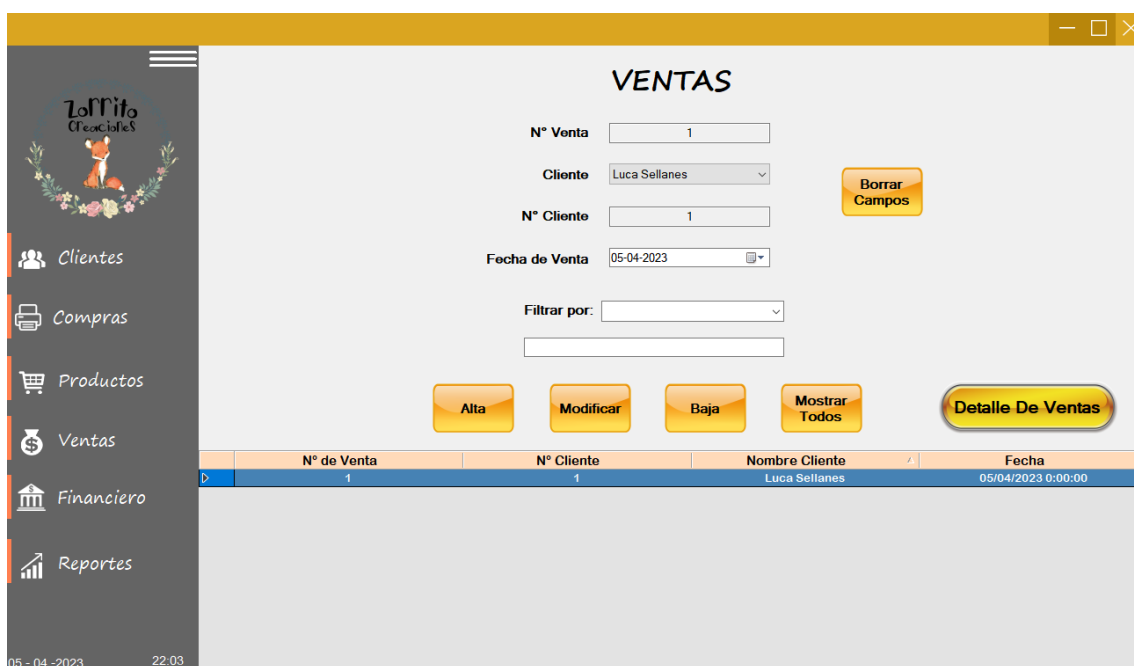 Zorrito
Creaciones
Clientes
Compras
Productos
Ventas
Financiero
Reportes
05 - 04 -2023 22:03
VENTAS
N° Venta 1
Cliente Luca Sellanes
N° Cliente 1
Fecha de Venta 05-04-2023
Borrar
Campos
Filtrar por:
Alta
Modificar
Baja
Mostrar
Todos
Detalle De Ventas
N° de Venta N° Cliente Nombre Cliente Fecha
1 1 Luca Sellanes 05/04/2023 0:00:00